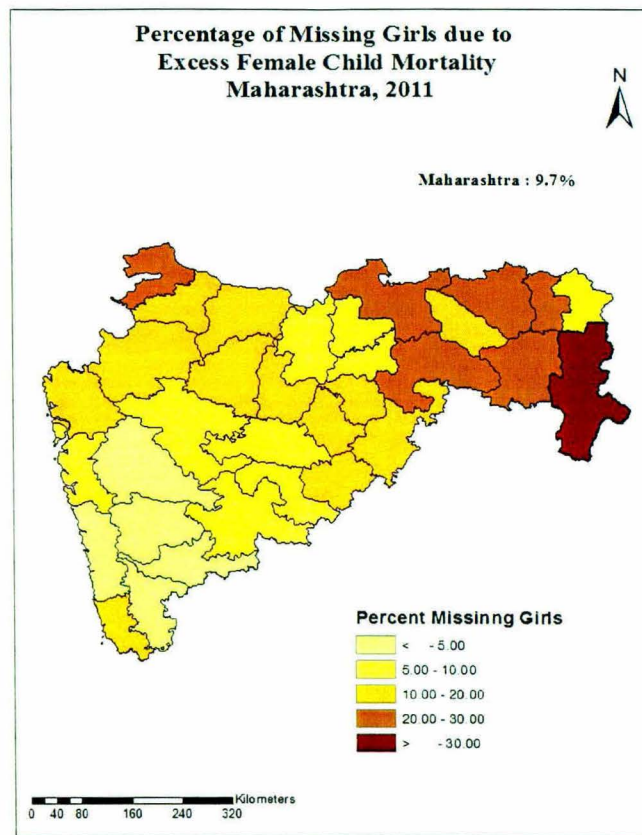 Percentage of Missing Girls due to
Excess Female Child Mortality
Maharashtra, 2011
N
Maharashtra : 9.7%
Percent Missinng Girls
< - 5.00
5.00 - 10.00
10.00 - 20.00
20.00 - 30.00
> - 30.00
Kilometers
0 40 80 160 240 320